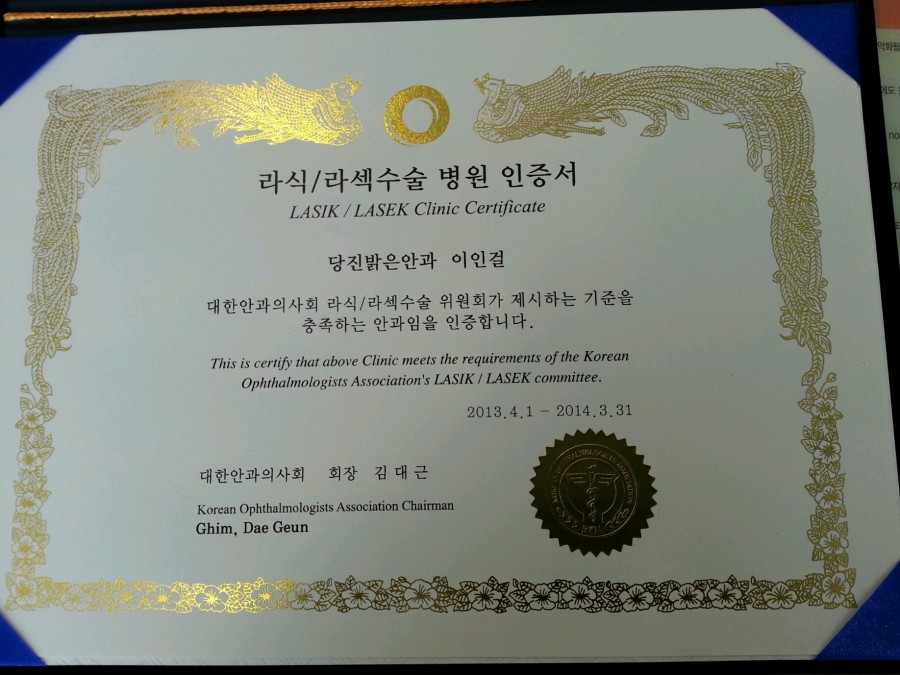 라식/라섹수술 병원 인증서
LASIK / LASEK Clinic Certificate
당진밝은안과 이인걸
대한안과의사회 라식/라섹수술 위원회가 제시하는 기준을
충족하는 안과임을 인증합니다.
This is certify that above Clinic meets the requirements of the Korean
Ophthalmologists Association's LASIK / LASEK committee.
2013.4.1 - 2014.3.31
대한안과의사회 회장 김대근
Korean Ophthalmologists Association Chairman
Ghim, Dae Geun